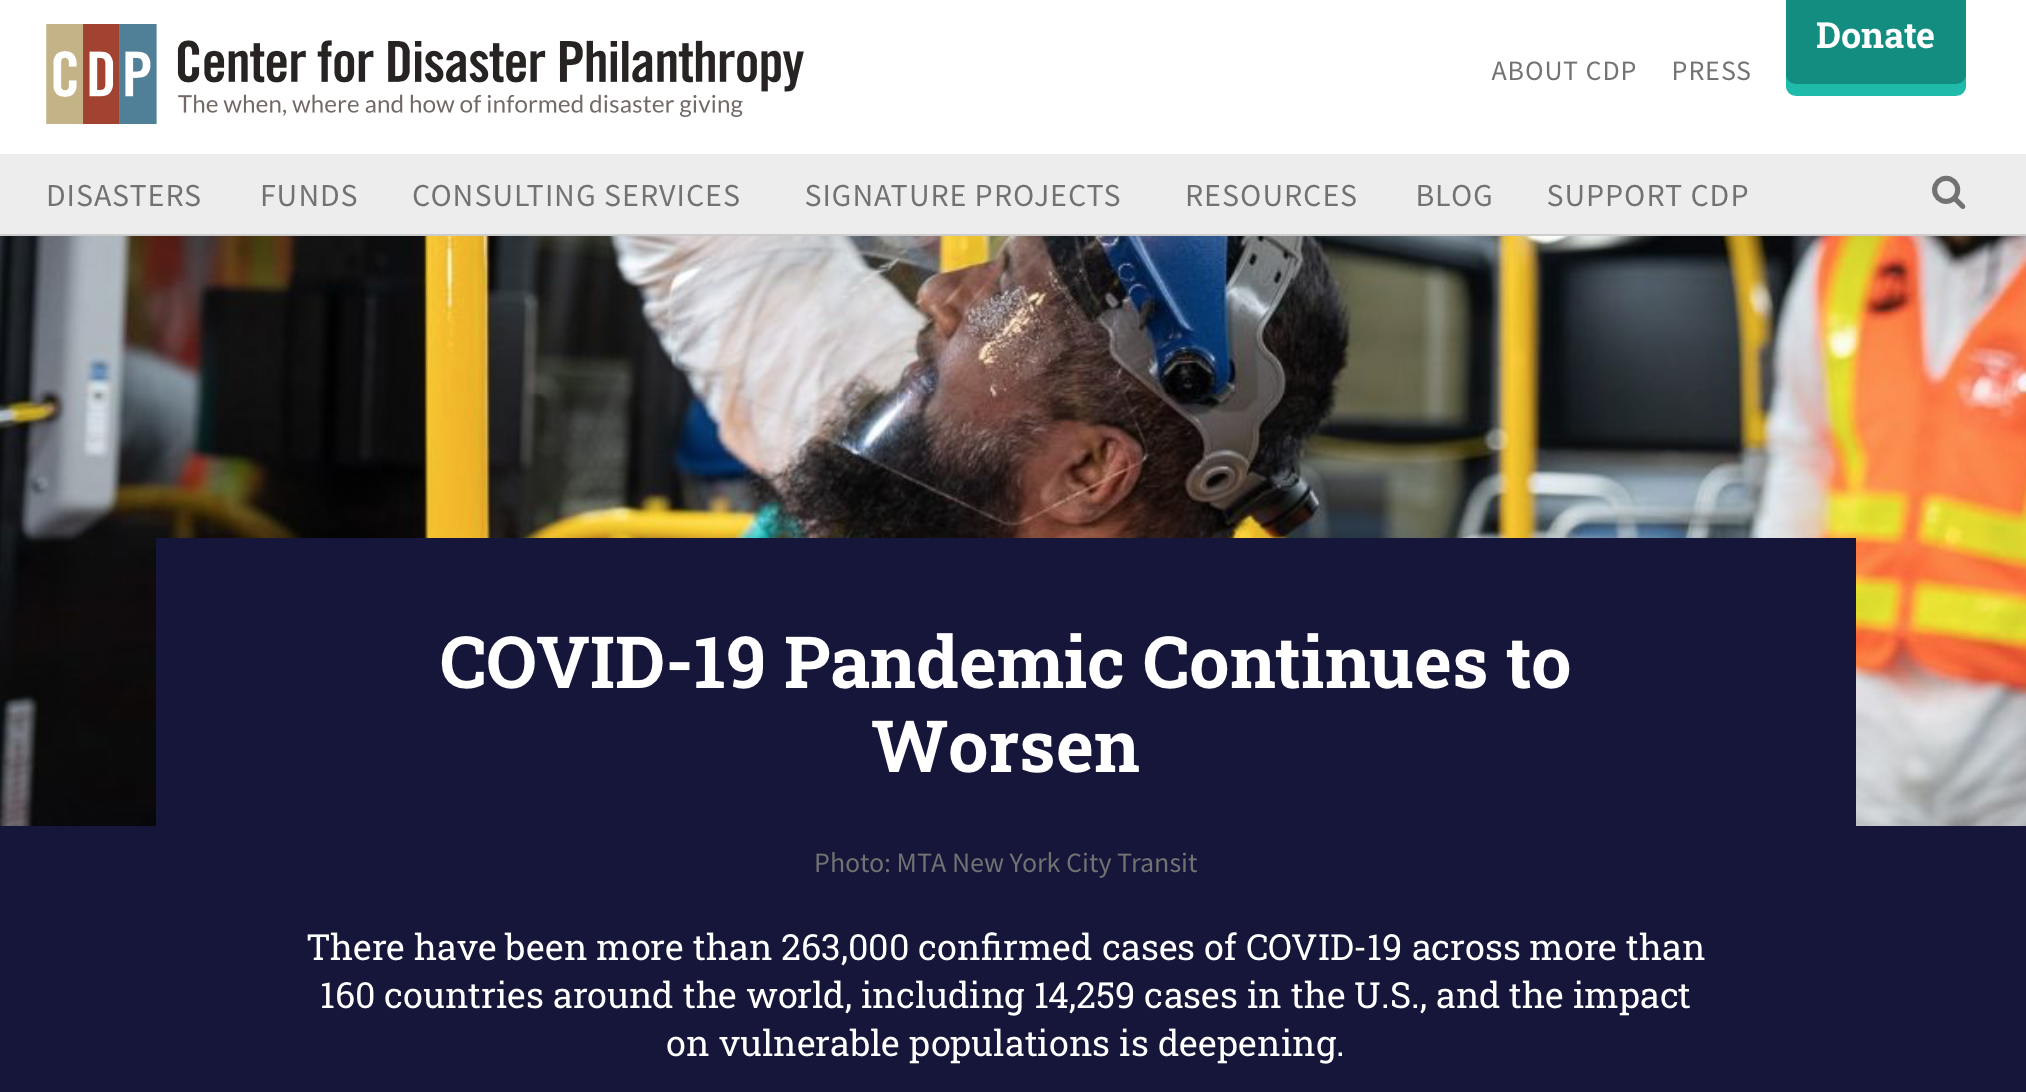 CDP
Center for Disaster Philanthropy
The when, where and how of informed disaster giving
ABOUT CDP
PRESS
Donate
DISASTERS
FUNDS
CONSULTING SERVICES
SIGNATURE PROJECTS
RESOURCES
BLOG
SUPPORT CDP
COVID-19 Pandemic Continues to
Worsen
Photo: MTA New York City Transit
There have been more than 263,000 confirmed cases of COVID-19 across more than
160 countries around the world, including 14,259 cases in the U.S., and the impact
on vulnerable populations is deepening.